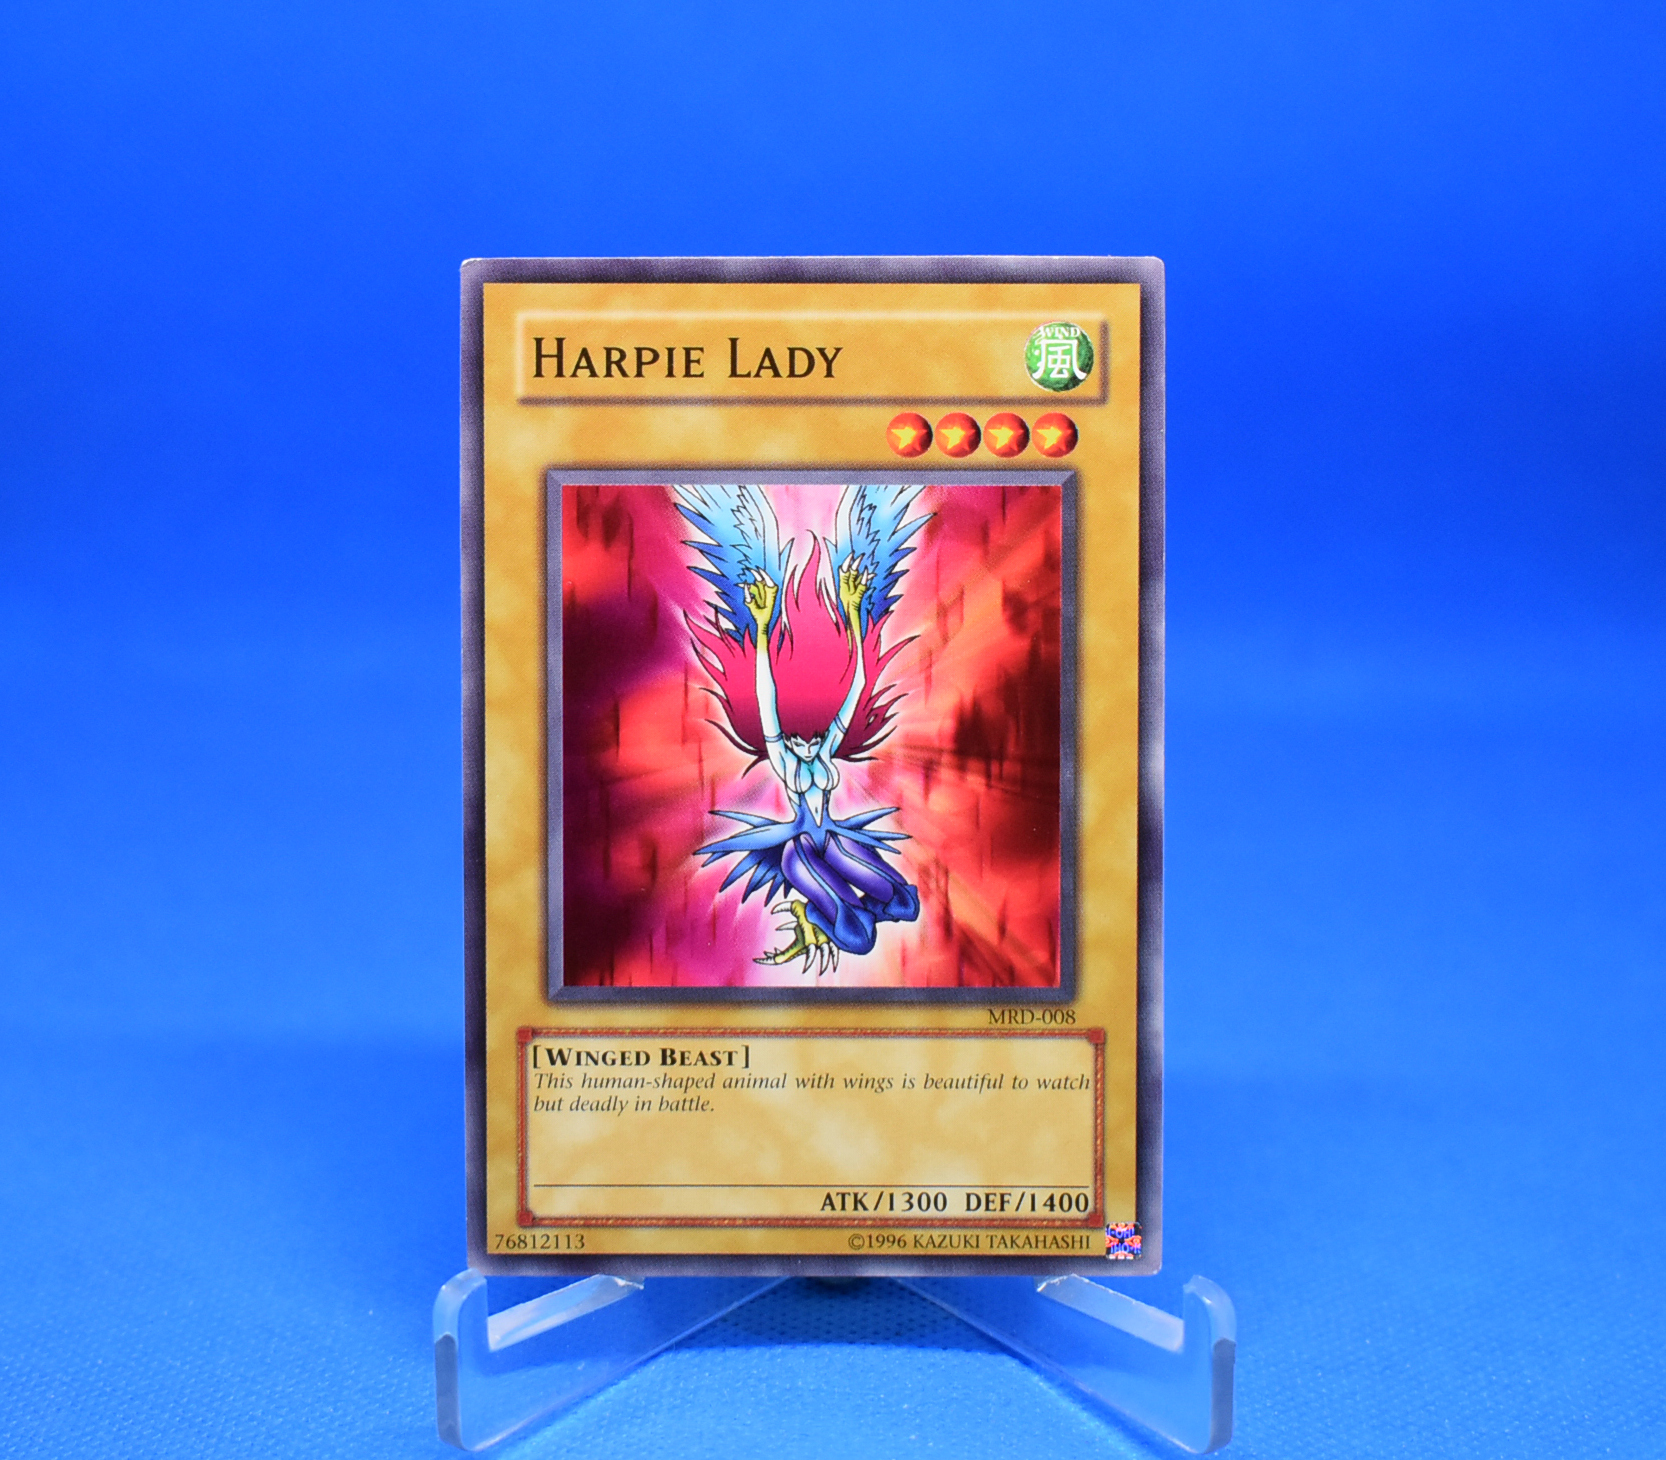 HARPIE LADY
WIND
風
MRD-008
[WINGED BEAST]
This human-shaped animal with wings is beautiful to watch
but deadly in battle.
ATK/1300 DEF/1400
76812113
©1996 KAZUKI TAKAHASHI